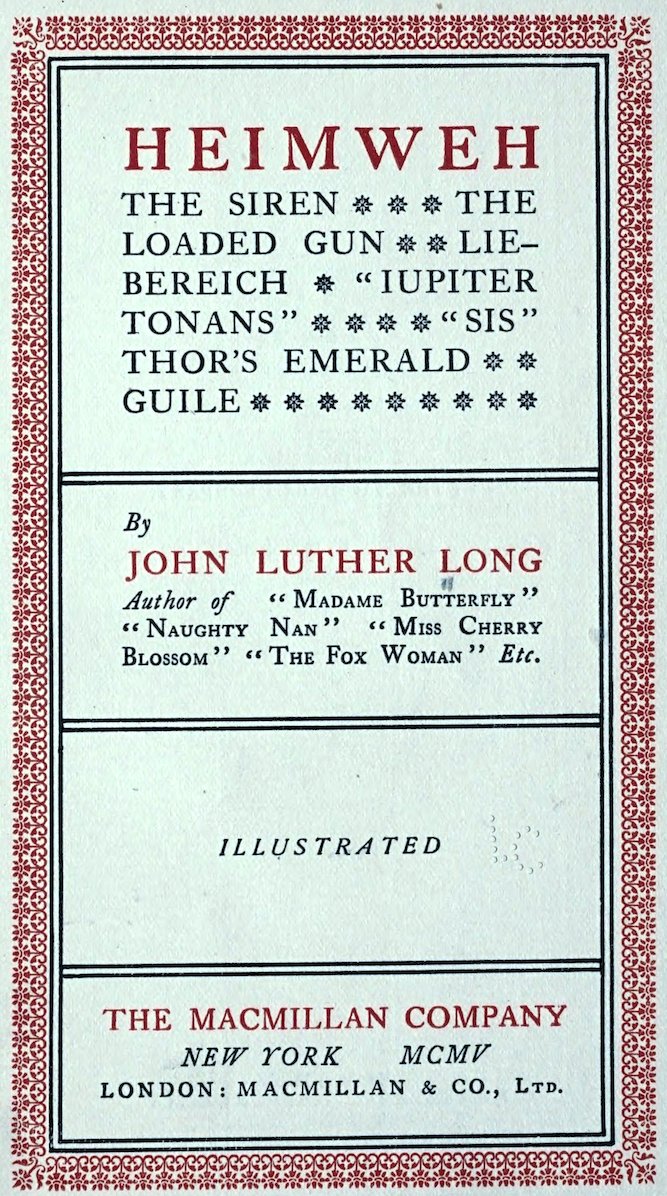 HEIMWEH
THE SIREN * * * THE
LOADED GUN * * LIE-
BEREICH * "IUPITER
TONANS" * * * * "SIS"
THOR'S EMERALD * *
GUILE * * * * * * * * *
By
JOHN LUTHER LONG
Author of "MADAME BUTTERFLY"
"NAUGHTY NAN" "MISS CHERRY
BLOSSOM" "THE FOX WOMAN" Etc.
ILLUSTRATED
THE MACMILLAN COMPANY
NEW YORK MCMV
LONDON: MACMILLAN & CO., LTD.